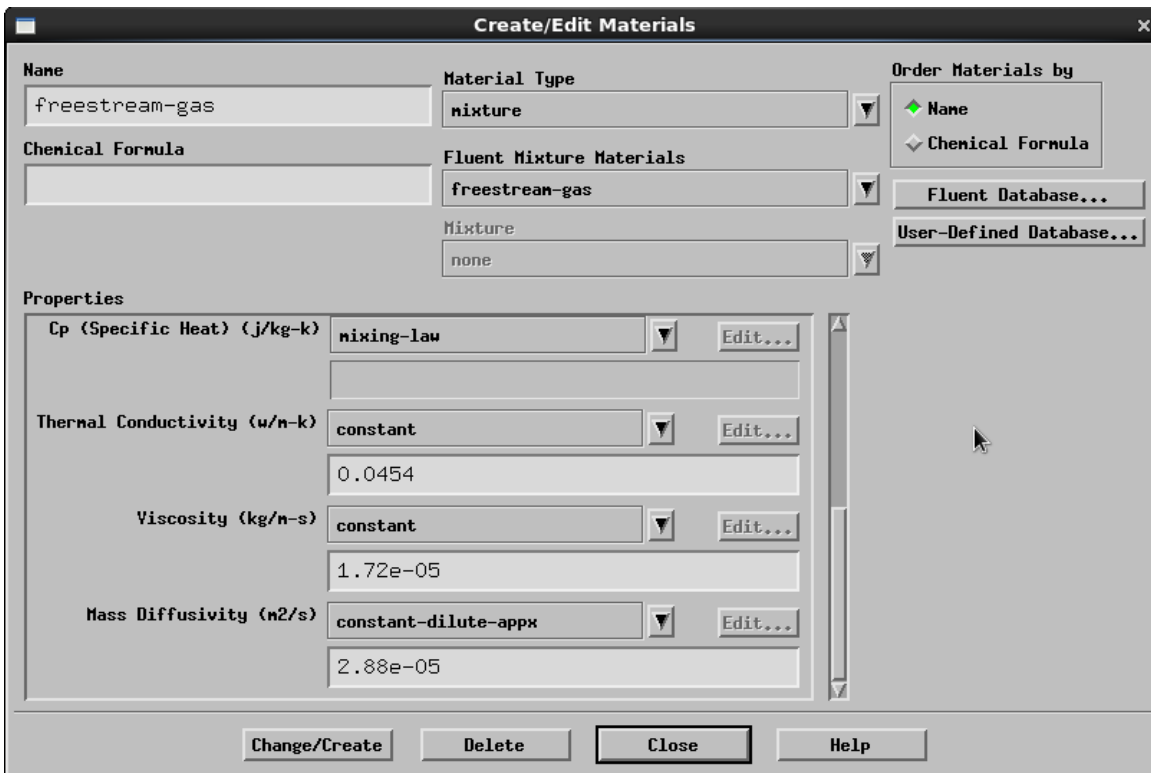 Create/Edit Materials
Name
freestream-gas
Chemical Formula
Material Type
mixture
Fluent Mixture Materials
freestream-gas
Mixture
none
Order Materials by
Name
Chemical Formula
Fluent Database...
User-Defined Database...
Properties
Cp (Specific Heat) (j/kg-k) mixing-law Edit...
Thermal Conductivity (w/m-k) constant Edit...
0.0454
Viscosity (kg/m-s) constant Edit...
1.72e-05
Mass Diffusivity (m2/s) constant-dilute-appx Edit...
2.88e-05
Change/Create Delete Close Help